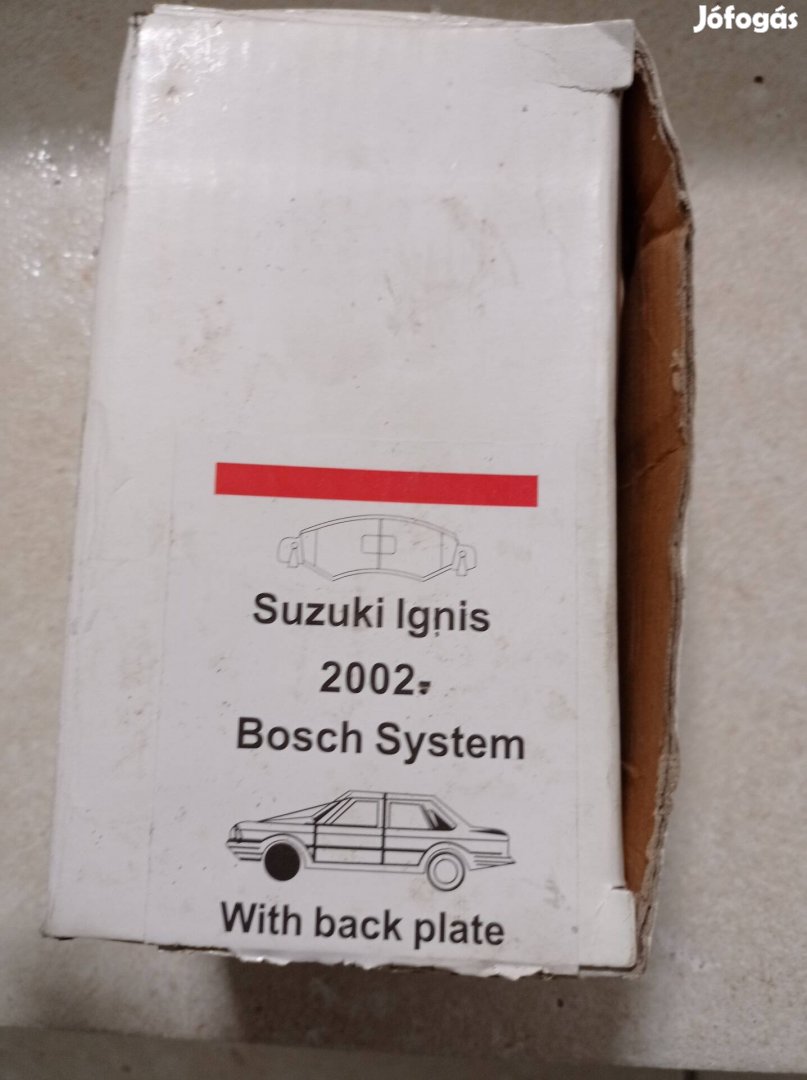 Jófogás
Suzuki Ignis
2002-
Bosch System
With back plate